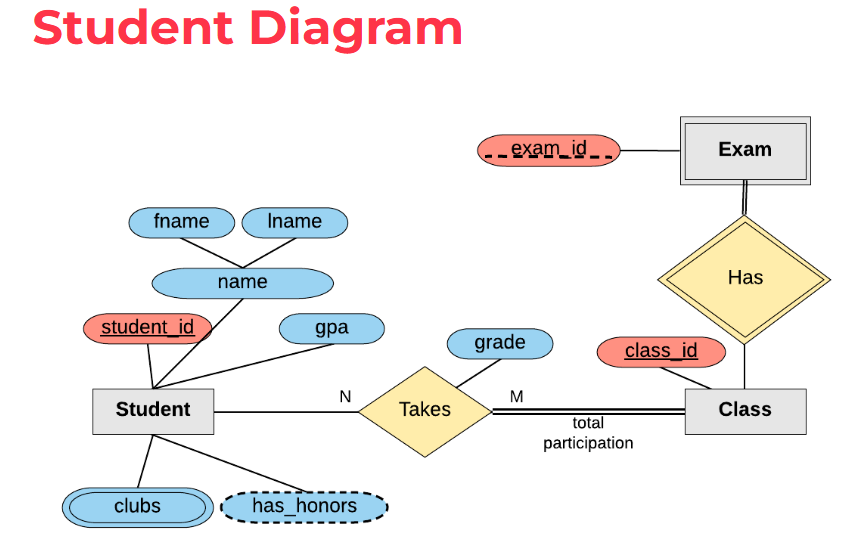 Student Diagram
exam_id
Exam
fname
lname
name
Has
student_id
gpa
grade
class_id
Student
N
Takes
M
total
participation
Class
clubs
has_honors